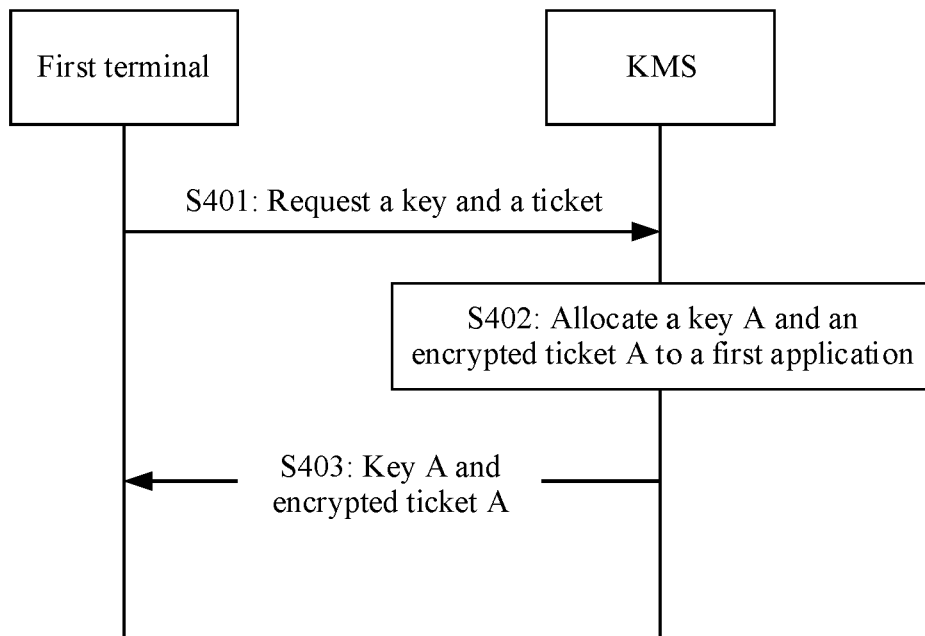 First terminal
KMS
S401: Request a key and a ticket
S402: Allocate a key A and an
encrypted ticket A to a first application
S403: Key A and
encrypted ticket A